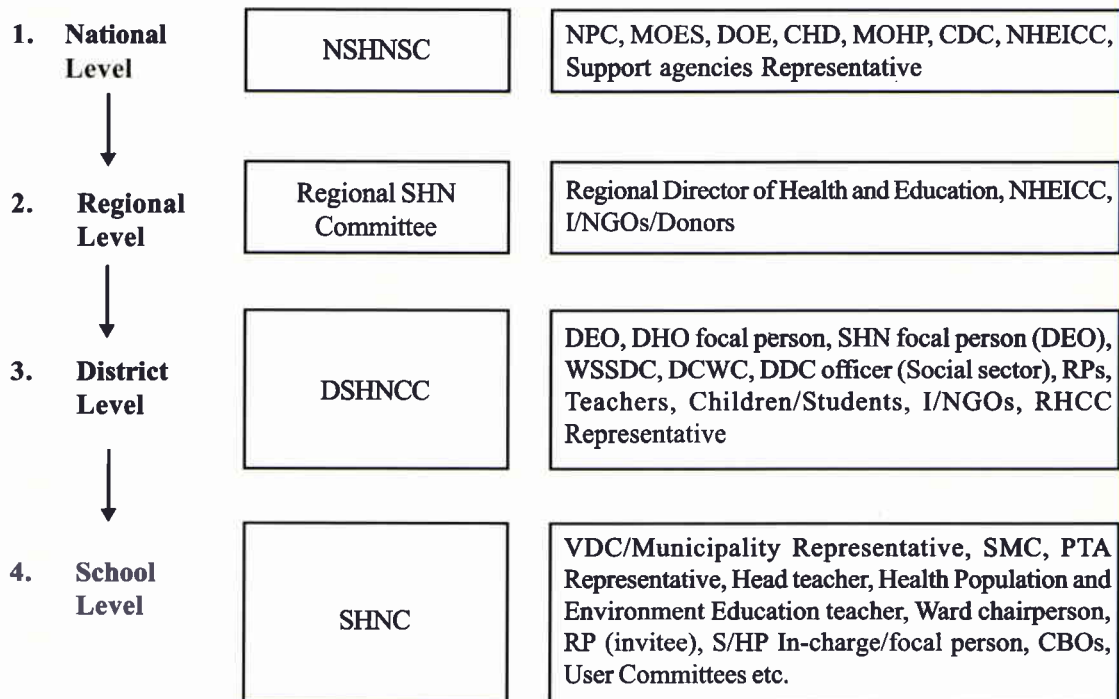 1. National
Level
NSHNSC
NPC, MOES, DOE, CHD, MOHP, CDC, NHEICC,
Support agencies Representative
2. Regional
Level
Regional SHN
Committee
Regional Director of Health and Education, NHEICC,
I/NGOs/Donors
3. District
Level
DSHNCC
DEO, DHO focal person, SHN focal person (DEO),
WSSDC, DCWC, DDC officer (Social sector), RPs,
Teachers, Children/Students, I/NGOs, RHCC
Representative
4. School
Level
SHNC
VDC/Municipality Representative, SMC, PTA
Representative, Head teacher, Health Population and
Environment Education teacher, Ward chairperson,
RP (invitee), S/HP In-charge/focal person, CBOs,
User Committees etc.